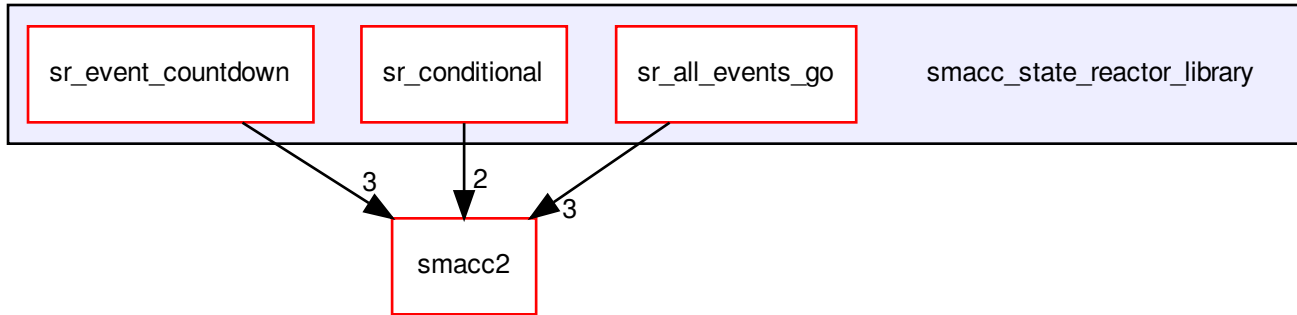 sr_event_countdown
sr_conditional
sr_all_events_go
smacc_state_reactor_library
3
2
3
smacc2